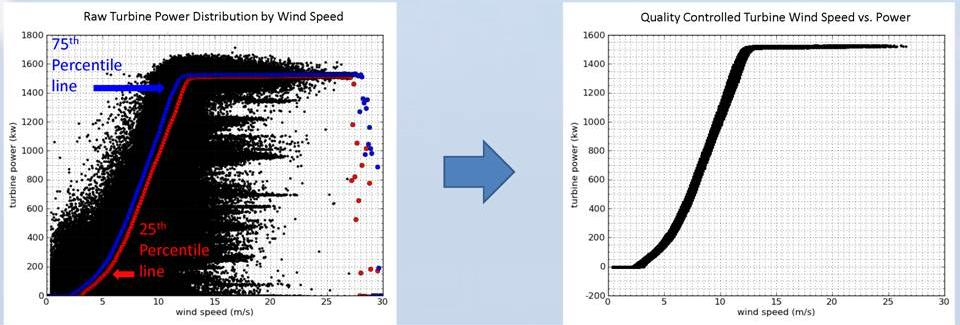 Raw Turbine Power Distribution by Wind Speed
1800
1600
1400
1200
1000
800
600
400
200
0
turbine power (kw)
75th
Percentile
line
25th
Percentile
line
0 5 10 15 20 25 30
wind speed (m/s)
Quality Controlled Turbine Wind Speed vs. Power
1800
1600
1400
1200
1000
800
600
400
200
0
-200
turbine power (kw)
0 5 10 15 20 25 30
wind speed (m/s)